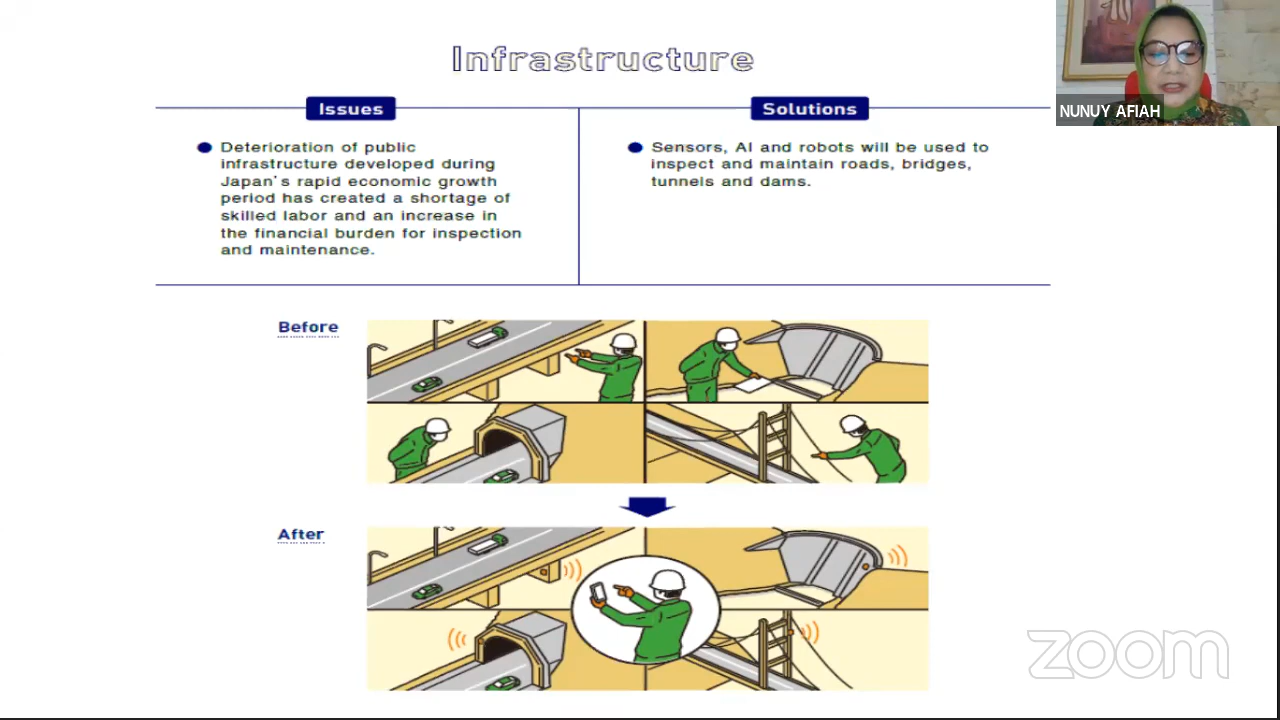 Infrastructure
NUNUY AFIAH
Issues
Solutions
Deterioration of public
infrastructure developed during
Japan's rapid economic growth
period has created a shortage of
skilled labor and an increase in
the financial burden for inspection
and maintenance.
Sensors, AI and robots will be used to
inspect and maintain roads, bridges,
tunnels and dams.
Before
After
zoom